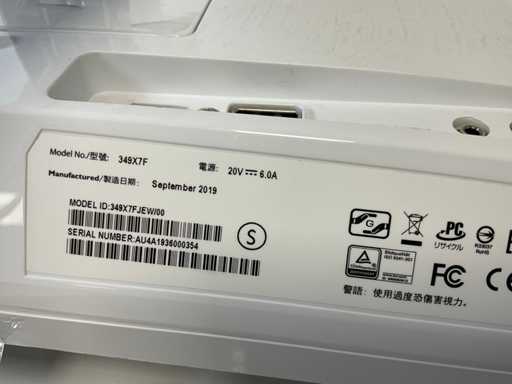 Model No./型號: 349X7F
電源: 20V⎓6.0A
Manufactured/製造日期: September 2019
MODEL ID:349X7FJEW/00
SERIAL NUMBER:AU4A1936000354
S
G
PC
リサイクル
RoHS
FC
CE
警語: 使用過度恐傷害視力。